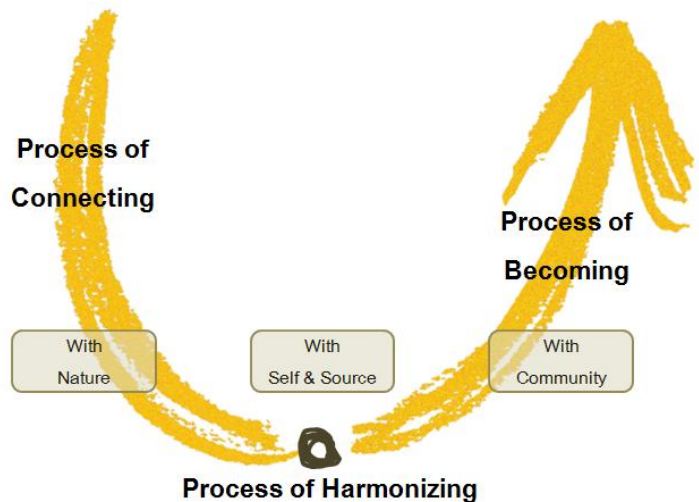 Process of
Connecting
Process of
Becoming
With
Nature
With
Self & Source
With
Community
Process of Harmonizing